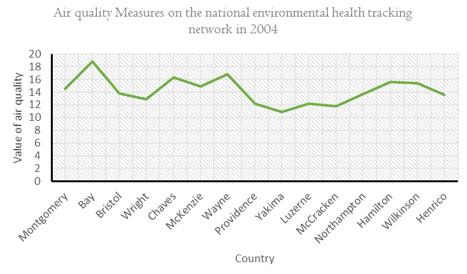 Air quality Measures on the national environmental health tracking
network in 2004
Value of air quality
20
18
16
14
12
10
8
6
4
2
0
Montgomery
Bay
Bristol
Wright
Chaves
McKenzie
Wayne
Providence
Yakima
Luzerne
McCracken
Northampton
Hamilton
Wilkinson
Henrico
Country